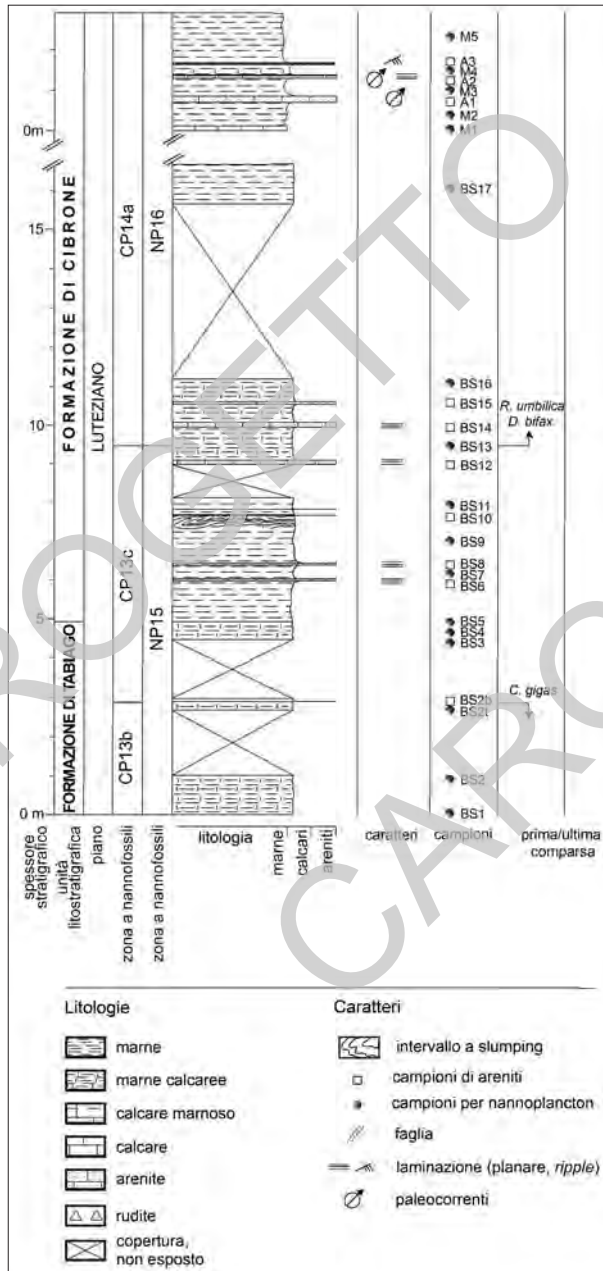 M5
A3
M4
A2
M3
A1
M2
M1
0m
BS17
15
FORMAZIONE DI CIBRONE
LUTEZIANO
CP14a
NP16
BS16
BS15
R. umbilica
D. bifax
10
BS14
BS13
BS12
BS11
BS10
BS9
CP13c
BS8
BS7
BS6
NP15
5
BS5
BS4
BS3
FORMAZIONE DI TABIAGO
C. gigas
BS2b
CP13b
BS2
0 m
BS1
litologia
marne
calcari
areniti
caratteri
campioni
prima/ultima
comparsa
spessore
stratigrafico
unità
litostratigrafica
piano
zona a nannofossili
zona a nannofossili
Litologie
marne
marne calcaree
calcare marnoso
calcare
arenite
rudite
copertura,
non esposto
Caratteri
intervallo a slumping
campioni di areniti
campioni per nannoplancton
faglia
laminazione (planare, ripple)
paleocorrenti
PROGETTO
CARO